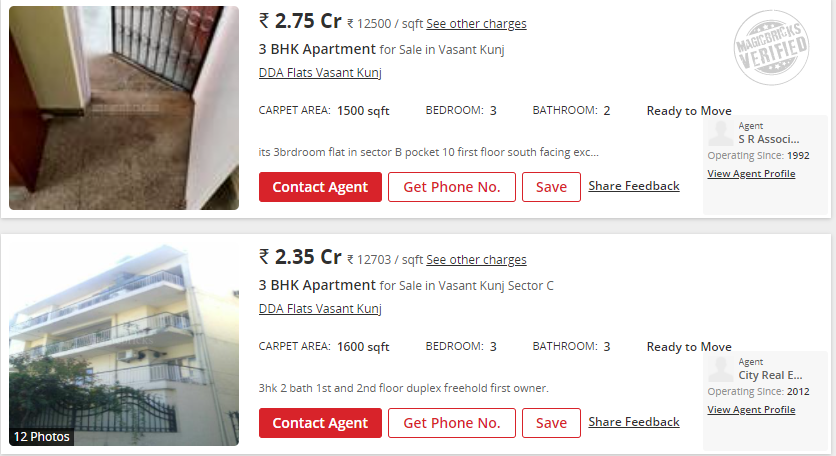 ₹ 2.75 Cr ₹ 12500 / sqft See other charges
3 BHK Apartment for Sale in Vasant Kunj
DDA Flats Vasant Kunj
MAGICBRICKS
VERIFIED
CARPET AREA: 1500 sqft BEDROOM: 3 BATHROOM: 2 Ready to Move
Agent
S R Associ...
Operating Since: 1992
View Agent Profile
its 3brdroom flat in sector B pocket 10 first floor south facing exc...
Contact Agent Get Phone No. Save Share Feedback
₹ 2.35 Cr ₹ 12703 / sqft See other charges
3 BHK Apartment for Sale in Vasant Kunj Sector C
DDA Flats Vasant Kunj
CARPET AREA: 1600 sqft BEDROOM: 3 BATHROOM: 3 Ready to Move
Agent
City Real E...
Operating Since: 2012
View Agent Profile
3hk 2 bath 1st and 2nd floor duplex freehold first owner.
Contact Agent Get Phone No. Save Share Feedback
12 Photos